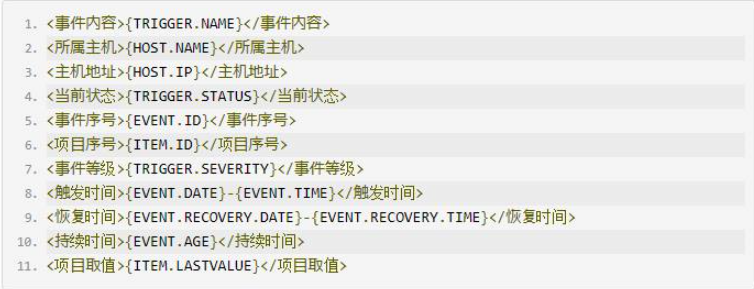 1. <事件内容>{TRIGGER.NAME}</事件内容>
2. <所属主机>{HOST.NAME}</所属主机>
3. <主机地址>{HOST.IP}</主机地址>
4. <当前状态>{TRIGGER.STATUS}</当前状态>
5. <事件序号>{EVENT.ID}</事件序号>
6. <项目序号>{ITEM.ID}</项目序号>
7. <事件等级>{TRIGGER.SEVERITY}</事件等级>
8. <触发时间>{EVENT.DATE}-{EVENT.TIME}</触发时间>
9. <恢复时间>{EVENT.RECOVERY.DATE}-{EVENT.RECOVERY.TIME}</恢复时间>
10. <持续时间>{EVENT.AGE}</持续时间>
11. <项目取值>{ITEM.LASTVALUE}</项目取值>